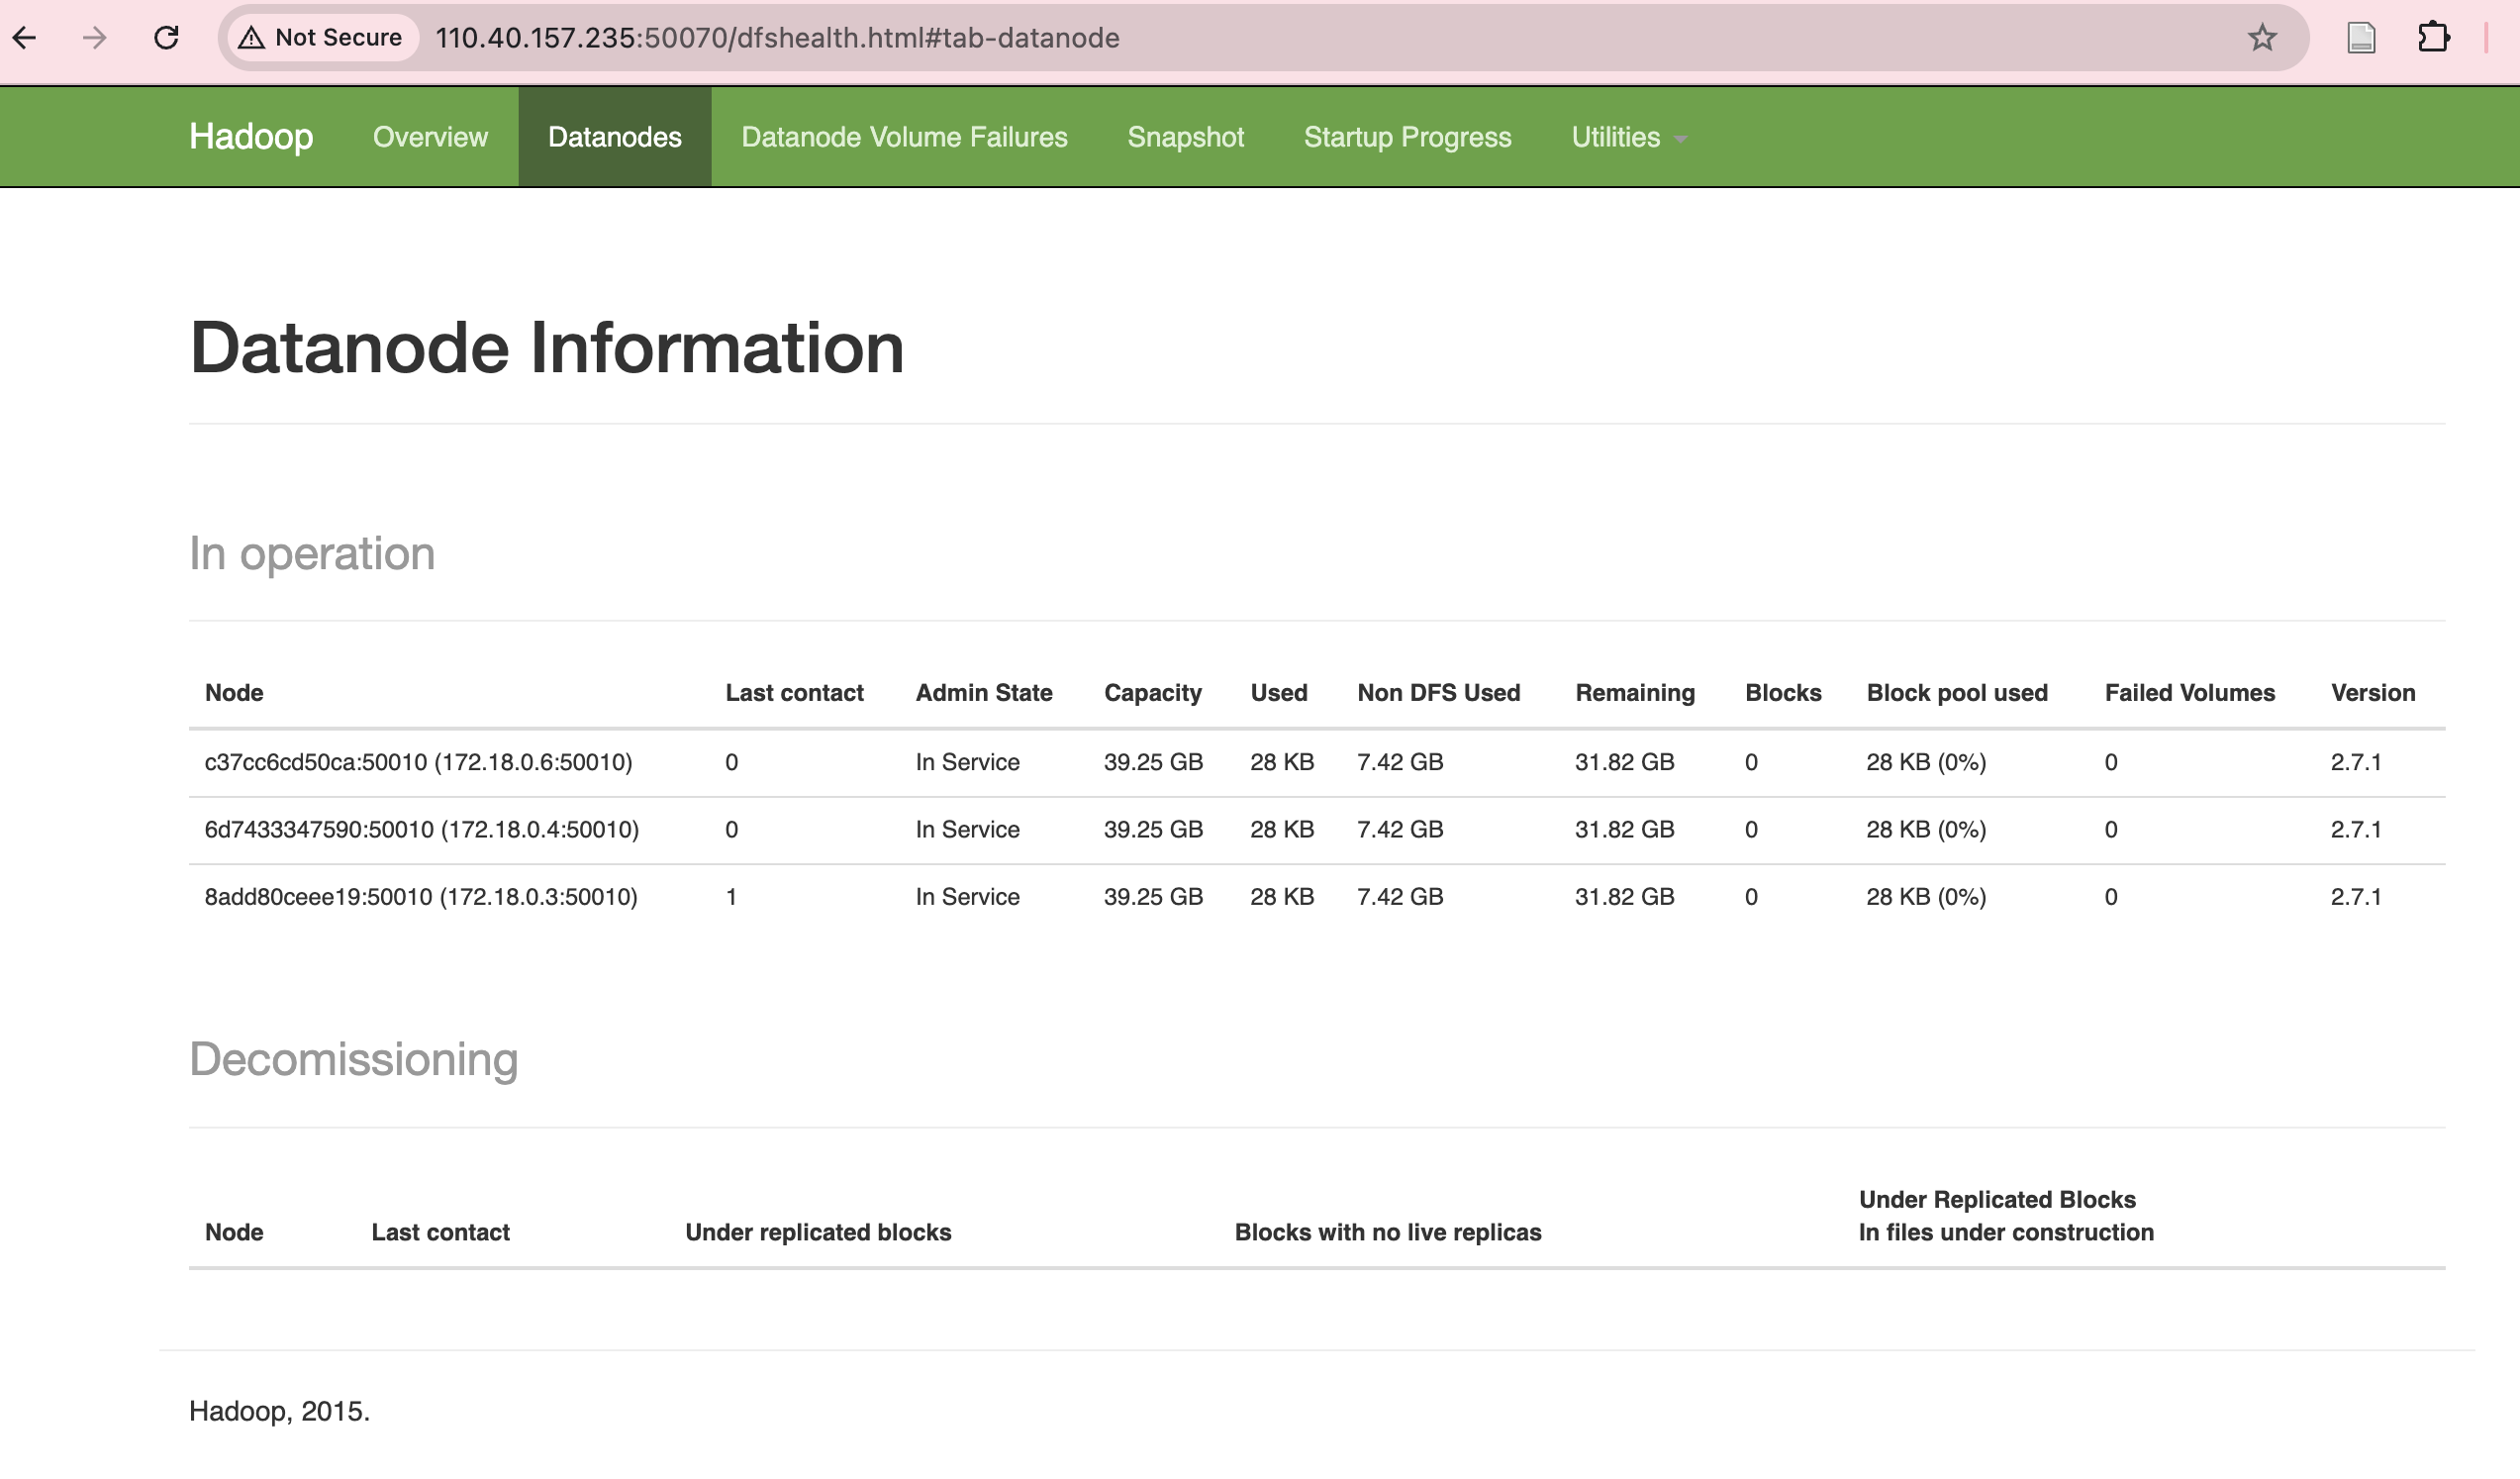 Not Secure 110.40.157.235:50070/dfshealth.html#tab-datanode
Hadoop Overview Datanodes Datanode Volume Failures Snapshot Startup Progress Utilities
Datanode Information
In operation
Node Last contact Admin State Capacity Used Non DFS Used Remaining Blocks Block pool used Failed Volumes Version
c37cc6cd50ca:50010 (172.18.0.6:50010) 0 In Service 39.25 GB 28 KB 7.42 GB 31.82 GB 0 28 KB (0%) 0 2.7.1
6d7433347590:50010 (172.18.0.4:50010) 0 In Service 39.25 GB 28 KB 7.42 GB 31.82 GB 0 28 KB (0%) 0 2.7.1
8add80ceee19:50010 (172.18.0.3:50010) 1 In Service 39.25 GB 28 KB 7.42 GB 31.82 GB 0 28 KB (0%) 0 2.7.1
Decomissioning
Node Last contact Under replicated blocks Blocks with no live replicas Under Replicated Blocks
In files under construction
Hadoop, 2015.